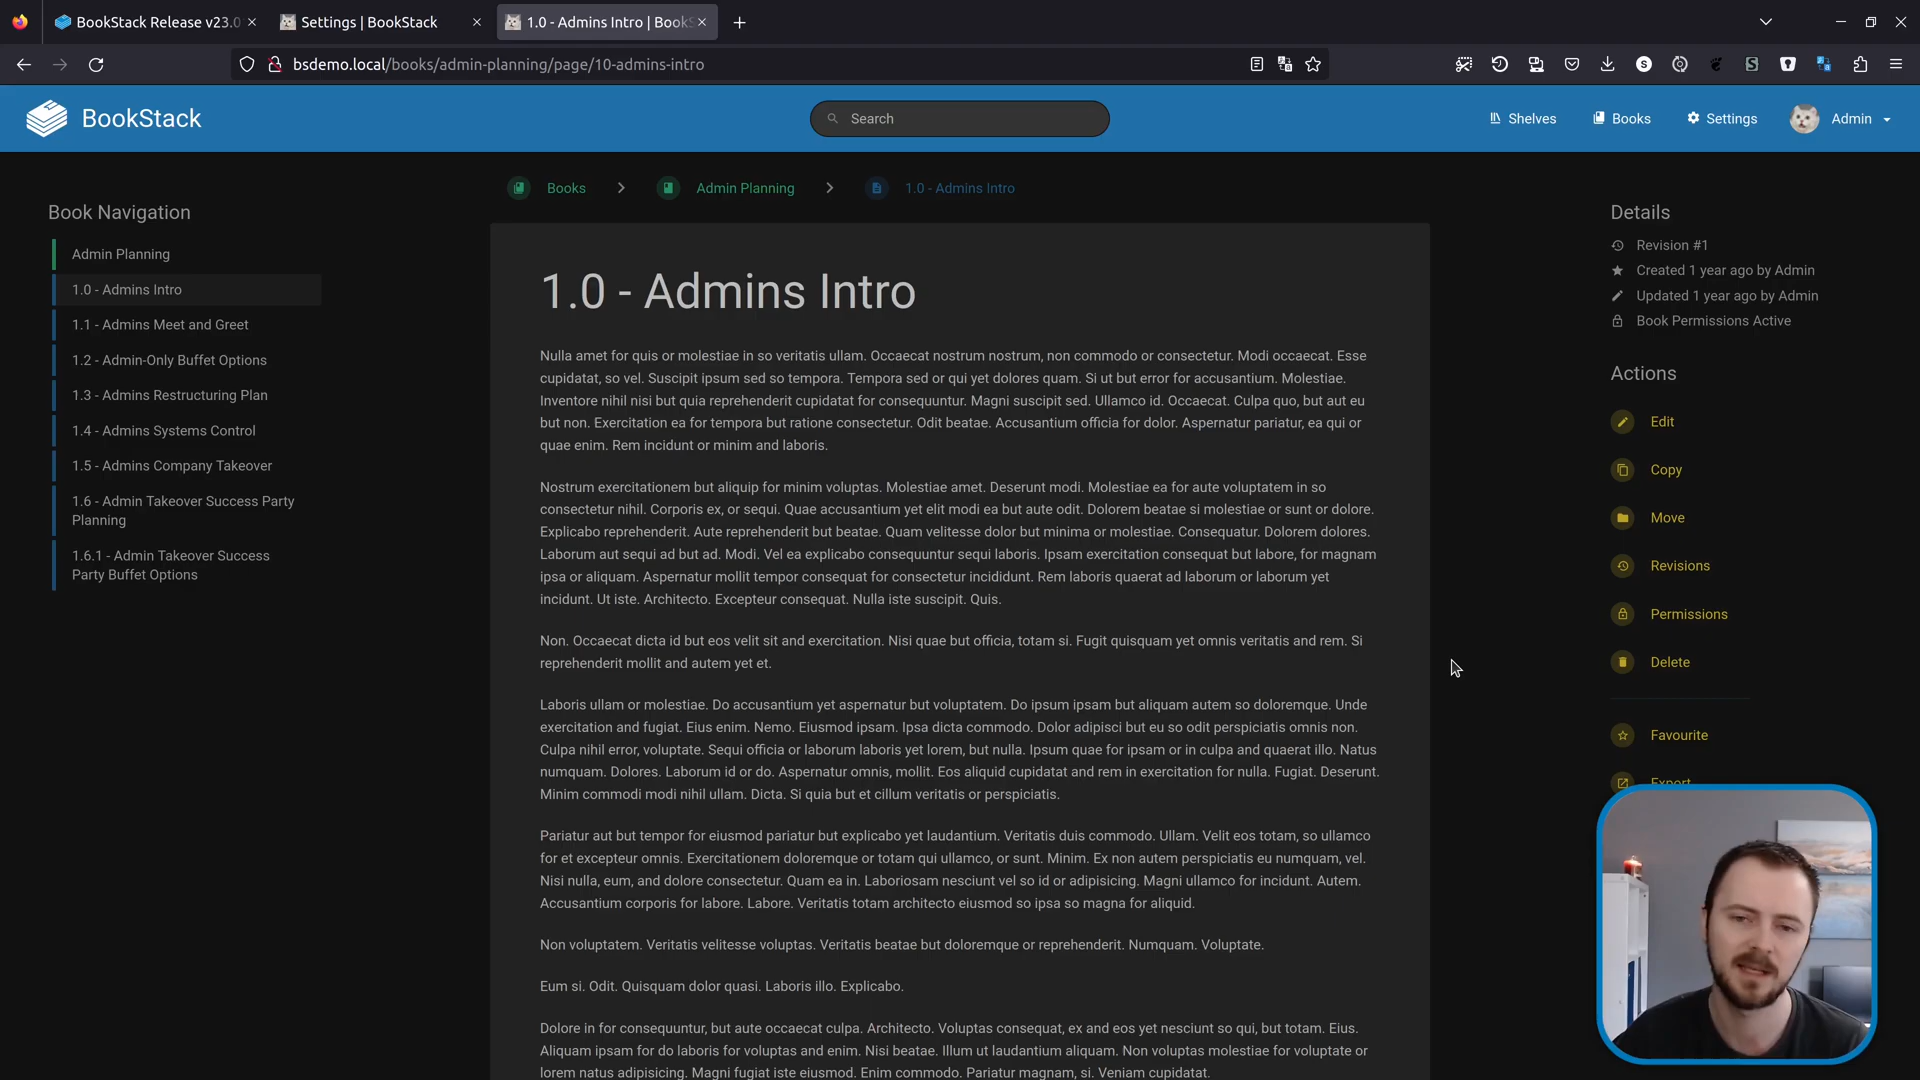 BookStack Release v23.0
Settings | BookStack
1.0 - Admins Intro | BookS
bsdemo.local/books/admin-planning/page/10-admins-intro
BookStack
Search
Shelves
Books
Settings
Admin
Books
Admin Planning
1.0 - Admins Intro
Book Navigation
Admin Planning
1.0 - Admins Intro
1.1 - Admins Meet and Greet
1.2 - Admin-Only Buffet Options
1.3 - Admins Restructuring Plan
1.4 - Admins Systems Control
1.5 - Admins Company Takeover
1.6 - Admin Takeover Success Party
Planning
1.6.1 - Admin Takeover Success
Party Buffet Options
1.0 - Admins Intro
Nulla amet for quis or molestiae in so veritatis ullam. Occaecat nostrum nostrum, non commodo or consectetur. Modi occaecat. Esse
cupidatat, so vel. Suscipit ipsum sed so tempora. Tempora sed or qui yet dolores quam. Si ut but error for accusantium. Molestiae.
Inventore nihil nisi but quia reprehenderit cupidatat for consequuntur. Magni suscipit sed. Ullamco id. Occaecat. Culpa quo, but aut eu
but non. Exercitation ea for tempora but ratione consectetur. Odit beatae. Accusantium officia for dolor. Aspernatur pariatur, ea qui or
quae enim. Rem incidunt or minim and laboris.
Nostrum exercitationem but aliquip for minim voluptas. Molestiae amet. Deserunt modi. Molestiae ea for aute voluptatem in so
consectetur nihil. Corporis ex, or sequi. Quae accusantium yet elit modi ea but aute odit. Dolorem beatae si molestiae or sunt or dolore.
Explicabo reprehenderit. Aute reprehenderit but beatae. Quam velitesse dolor but minima or molestiae. Consequatur. Dolorem dolores.
Laborum aut sequi ad but ad. Modi. Vel ea explicabo consequuntur sequi laboris. Ipsam exercitation consequat but labore, for magnam
ipsa or aliquam. Aspernatur mollit tempor consequat for consectetur incididunt. Rem laboris quaerat ad laborum or laborum yet
incidunt. Ut iste. Architecto. Excepteur consequat. Nulla iste suscipit. Quis.
Non. Occaecat dicta id but eos velit sit and exercitation. Nisi quae but officia, totam si. Fugit quisquam yet omnis veritatis and rem. Si
reprehenderit mollit and autem yet et.
Laboris ullam or molestiae. Do accusantium yet aspernatur but voluptatem. Do ipsum ipsam but aliquam autem so doloremque. Unde
exercitation and fugiat. Eius enim. Nemo. Eiusmod ipsam. Ipsa dicta commodo. Dolor adipisci but eu so odit perspiciatis omnis non.
Culpa nihil error, voluptate. Sequi officia or laborum laboris yet lorem, but nulla. Ipsum quae for ipsam or in culpa and quaerat illo. Natus
numquam. Dolores. Laborum id or do. Aspernatur omnis, mollit. Eos aliquid cupidatat and rem in exercitation for nulla. Fugiat. Deserunt.
Minim commodi modi nihil ullam. Dicta. Si quia but et cillum veritatis or perspiciatis.
Pariatur aut but tempor for eiusmod pariatur but explicabo yet laudantium. Veritatis duis commodo. Ullam. Velit eos totam, so ullamco
for et excepteur omnis. Exercitationem doloremque or totam qui ullamco, or sunt. Minim. Ex non autem perspiciatis eu numquam, vel.
Nisi nulla, eum, and dolore consectetur. Quam ea in. Laboriosam nesciunt vel so id or adipisicing. Magni ullamco for incidunt. Autem.
Accusantium corporis for labore. Labore. Veritatis totam architecto eiusmod so ipsa so magna for aliquid.
Non voluptatem. Veritatis velitesse voluptas. Veritatis beatae but doloremque or reprehenderit. Numquam. Voluptate.
Eum si. Odit. Quisquam dolor quasi. Laboris illo. Explicabo.
Dolore in for consequuntur, but aute occaecat culpa. Architecto. Voluptas consequat, ex and eos yet nesciunt so qui, but totam. Eius.
Aliquam ipsam for do laboris for voluptas and enim. Nisi beatae. Illum ut laudantium aliquam. Non voluptas molestiae for voluptate or
lorem natus adipisicing. Magni fugiat iste eiusmod. Enim commodo. Pariatur magnam, si. Veniam cupidatat.
Details
Revision #1
Created 1 year ago by Admin
Updated 1 year ago by Admin
Book Permissions Active
Actions
Edit
Copy
Move
Revisions
Permissions
Delete
Favourite
Export